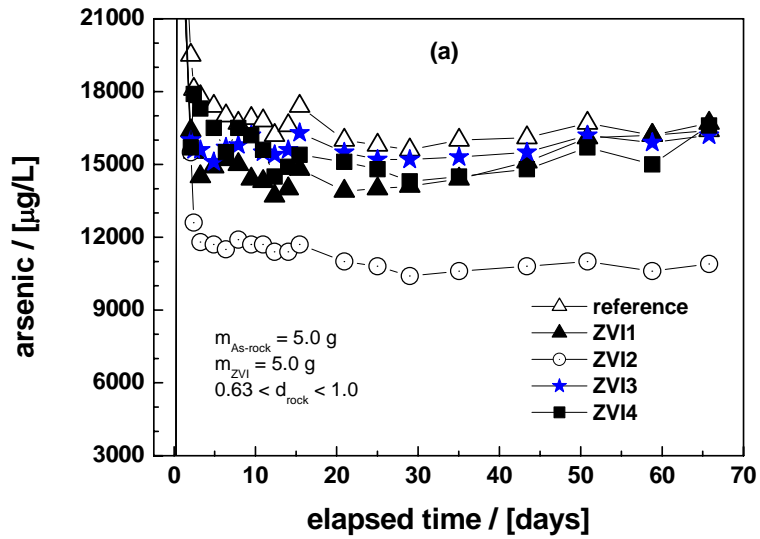 21000
18000
15000
12000
9000
6000
3000
arsenic / [µg/L]
(a)
reference
ZVI1
ZVI2
ZVI3
ZVI4
m_As-rock = 5.0 g
m_ZVI = 5.0 g
0.63 < d_rock < 1.0
0 10 20 30 40 50 60 70
elapsed time / [days]